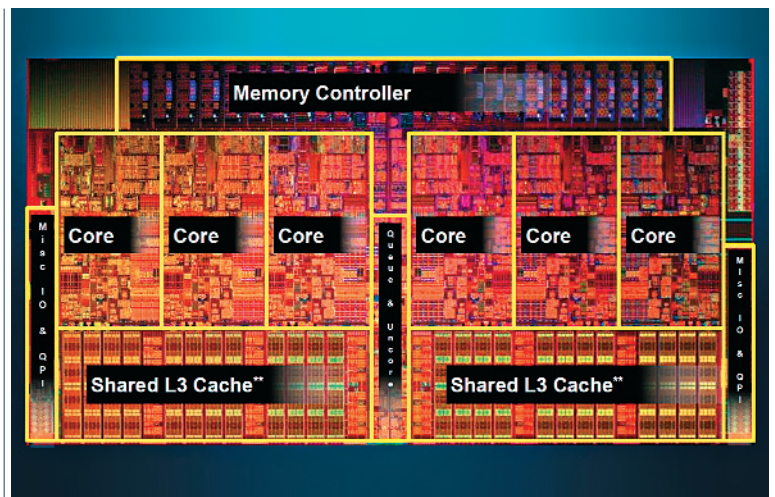 Memory Controller
Core
Core
Core
Core
Core
Core
Misc IO & QPI
Queue & Uncore
Misc IO & QPI
Shared L3 Cache**
Shared L3 Cache**